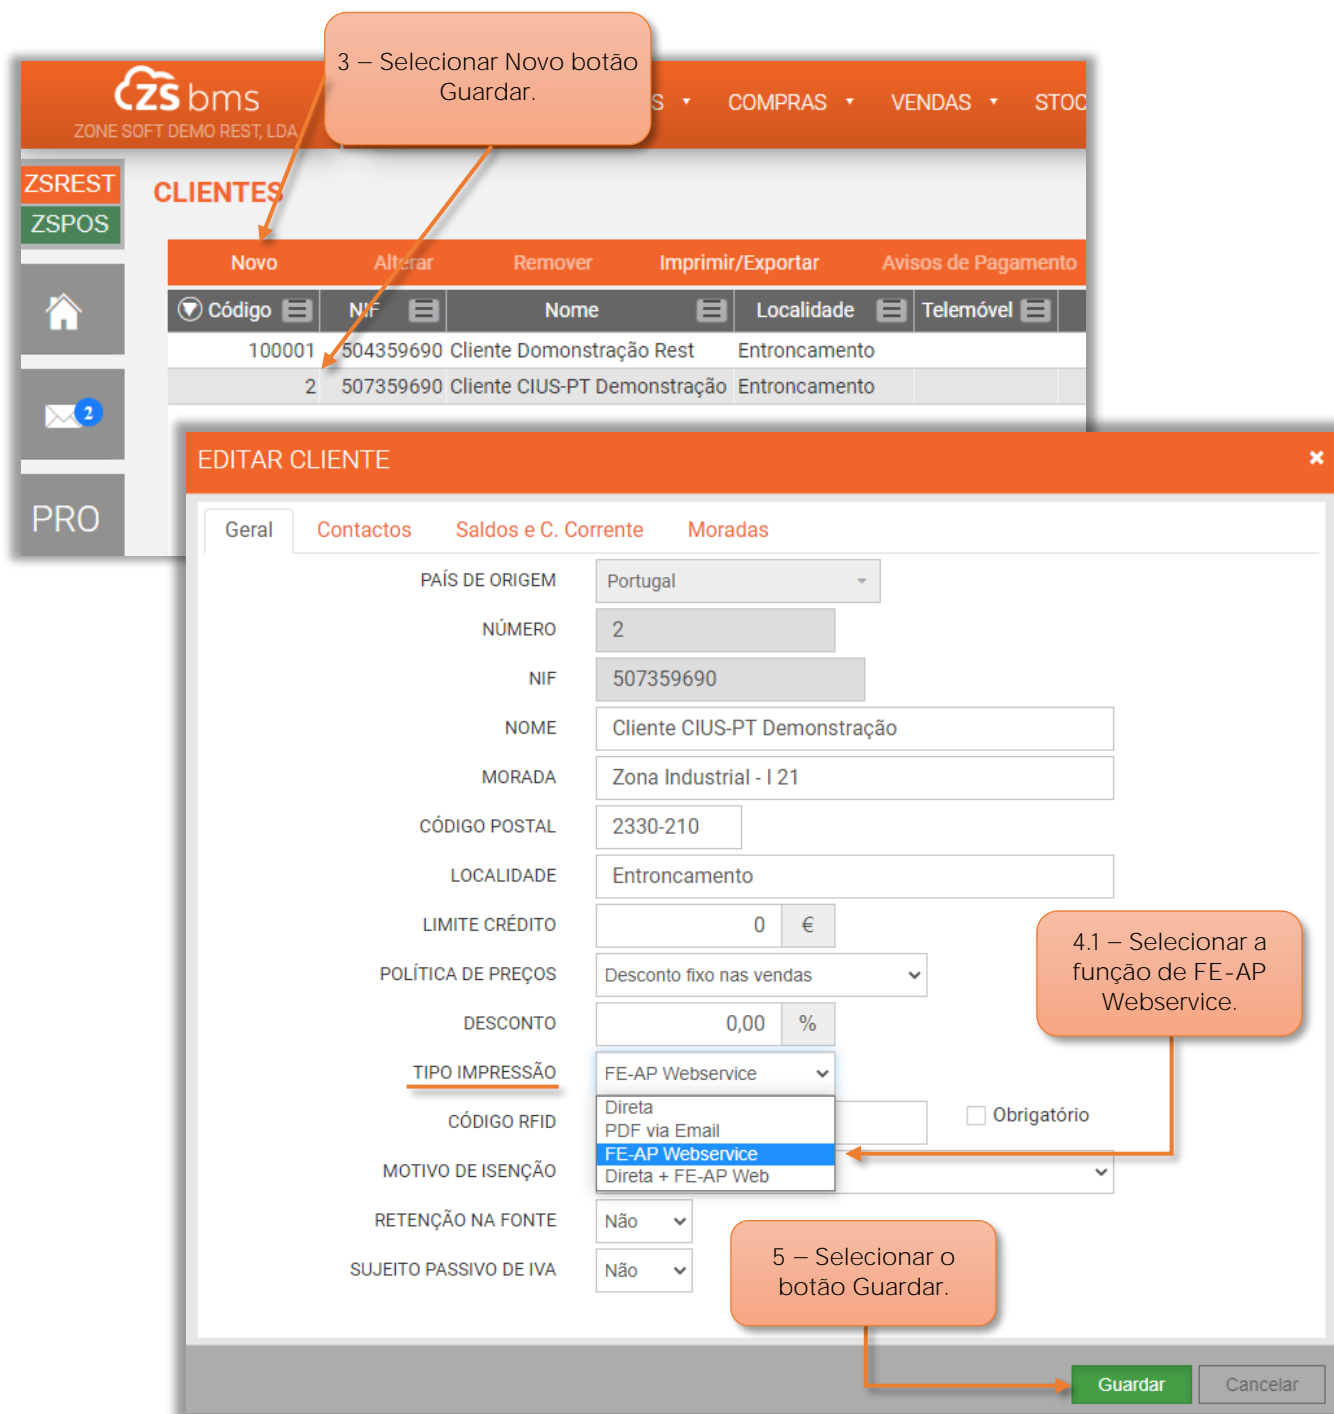 3 – Selecionar Novo botão
Guardar.
ZS bms
S
COMPRAS
VENDAS
STOC
ZONE SOFT DEMO REST, LDA
ZSREST
CLIENTES
ZSPOS
Novo
Alterar
Remover
Imprimir/Exportar
Avisos de Pagamento
Código
NIF
Nome
Localidade
Telemóvel
100001 504359690 Cliente Domonstração Rest Entroncamento
2 507359690 Cliente CIUS-PT Demonstração Entroncamento
2
PRO
EDITAR CLIENTE
Geral
Contactos
Saldos e C. Corrente
Moradas
PAÍS DE ORIGEM Portugal
NÚMERO 2
NIF 507359690
NOME Cliente CIUS-PT Demonstração
MORADA Zona Industrial - l 21
CÓDIGO POSTAL 2330-210
LOCALIDADE Entroncamento
LIMITE CRÉDITO 0 €
4.1 – Selecionar a
função de FE-AP
Webservice.
POLÍTICA DE PREÇOS Desconto fixo nas vendas
DESCONTO 0,00 %
TIPO IMPRESSÃO FE-AP Webservice
Direta
PDF via Email
FE-AP Webservice
Direta + FE-AP Web
CÓDIGO RFID
Obrigatório
MOTIVO DE ISENÇÃO
RETENÇÃO NA FONTE Não
SUJEITO PASSIVO DE IVA Não
5 – Selecionar o
botão Guardar.
Guardar
Cancelar